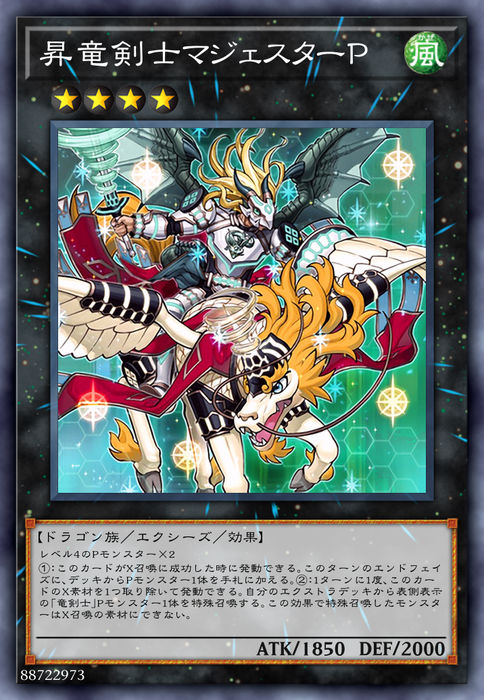 昇竜剣士マジェスターP
かぜ
風
【ドラゴン族／エクシーズ／効果】
レベル4のPモンスター×2
①：このカードがX召喚に成功した時に発動できる。このターンのエンドフェイ
ズに、デッキからPモンスター1体を手札に加える。②：1ターンに1度、このカー
ドのX素材を1つ取り除いて発動できる。自分のエクストラデッキから表側表示
の「竜剣士」Pモンスター1体を特殊召喚する。この効果で特殊召喚したモンスタ
ーはX召喚の素材にできない。
ATK/1850 DEF/2000
88722973